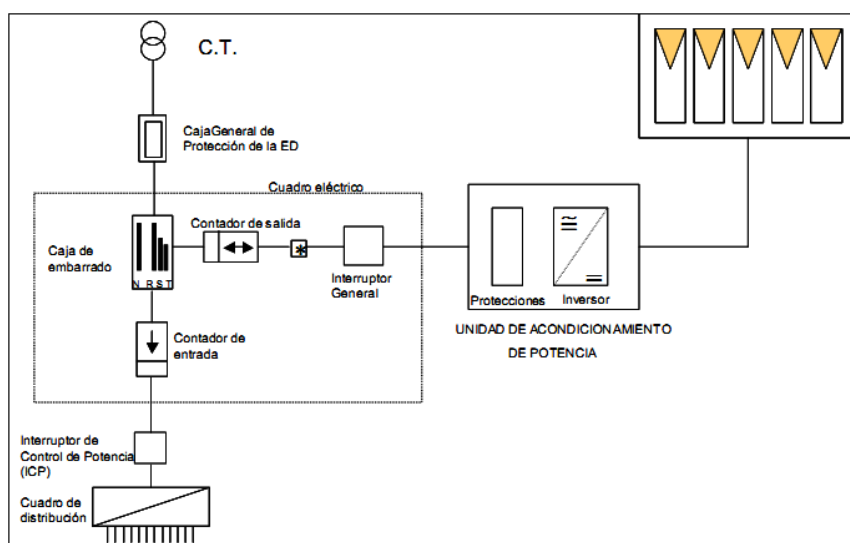 C.T.
CajaGeneral de
Protección de la ED
Cuadro eléctrico
Contador de salida
Caja de
embarrado
N R S T
*
Interruptor
General
Protecciones
Inversor
UNIDAD DE ACONDICIONAMIENTO
DE POTENCIA
Contador de
entrada
Interruptor de
Control de Potencia
(ICP)
Cuadro de
distribución